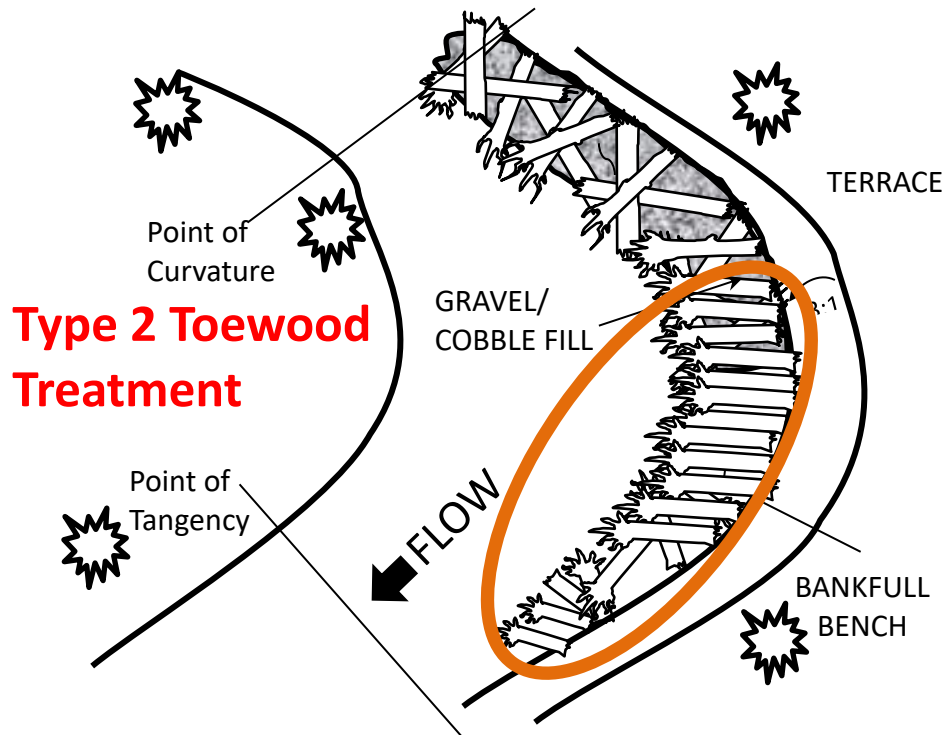 TERRACE
Point of
Curvature
GRAVEL/
COBBLE FILL
Type 2 Toewood
Treatment
Point of
Tangency
FLOW
BANKFULL
BENCH